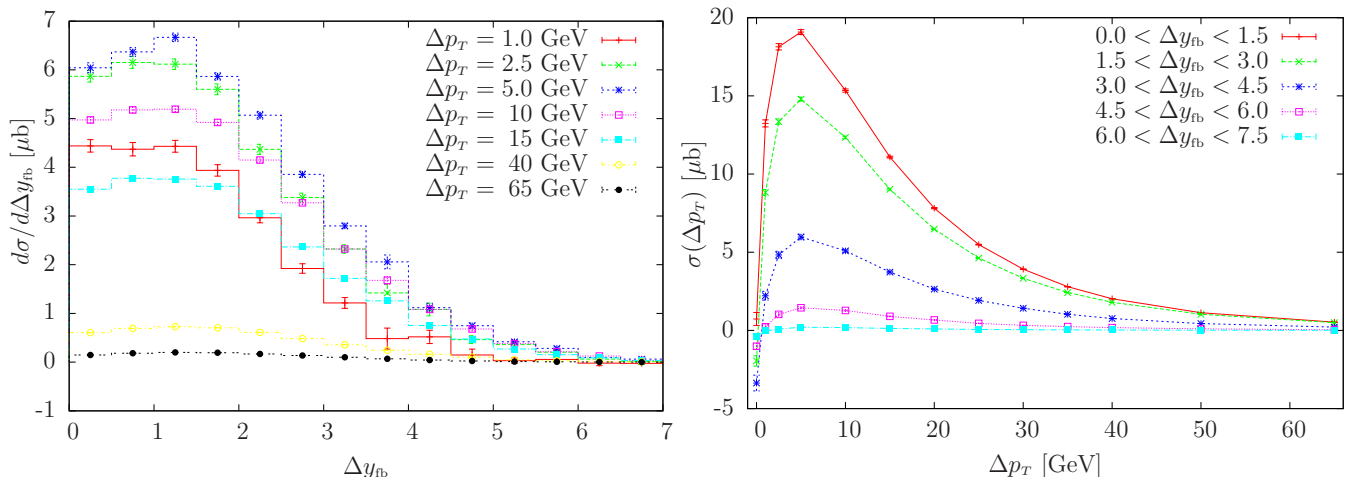 7
6
5
4
3
2
1
0
-1
dσ/dΔy_fb [μb]
Δp_T = 1.0 GeV
Δp_T = 2.5 GeV
Δp_T = 5.0 GeV
Δp_T = 10 GeV
Δp_T = 15 GeV
Δp_T = 40 GeV
Δp_T = 65 GeV
0 1 2 3 4 5 6 7
Δy_fb
20
15
10
5
0
-5
σ(Δp_T) [μb]
0.0 < Δy_fb < 1.5
1.5 < Δy_fb < 3.0
3.0 < Δy_fb < 4.5
4.5 < Δy_fb < 6.0
6.0 < Δy_fb < 7.5
0 10 20 30 40 50 60
Δp_T [GeV]